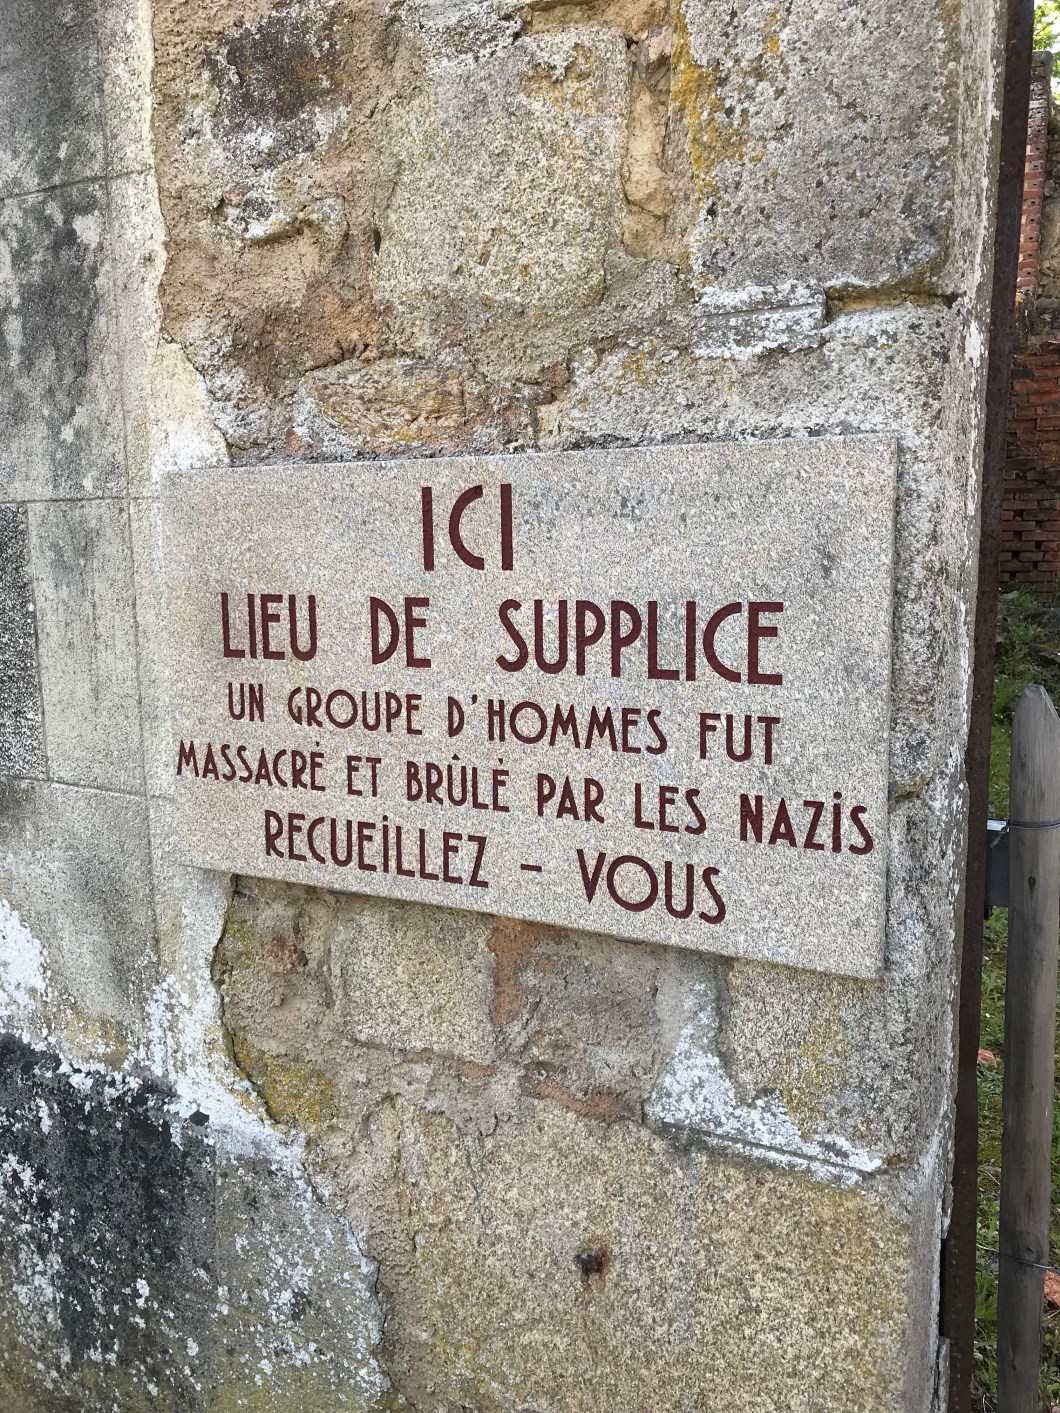 ICI
LIEU DE SUPPLICE
UN GROUPE D'HOMMES FUT
MASSACRÉ ET BRÛLÉ PAR LES NAZIS
RECUEILLEZ - VOUS